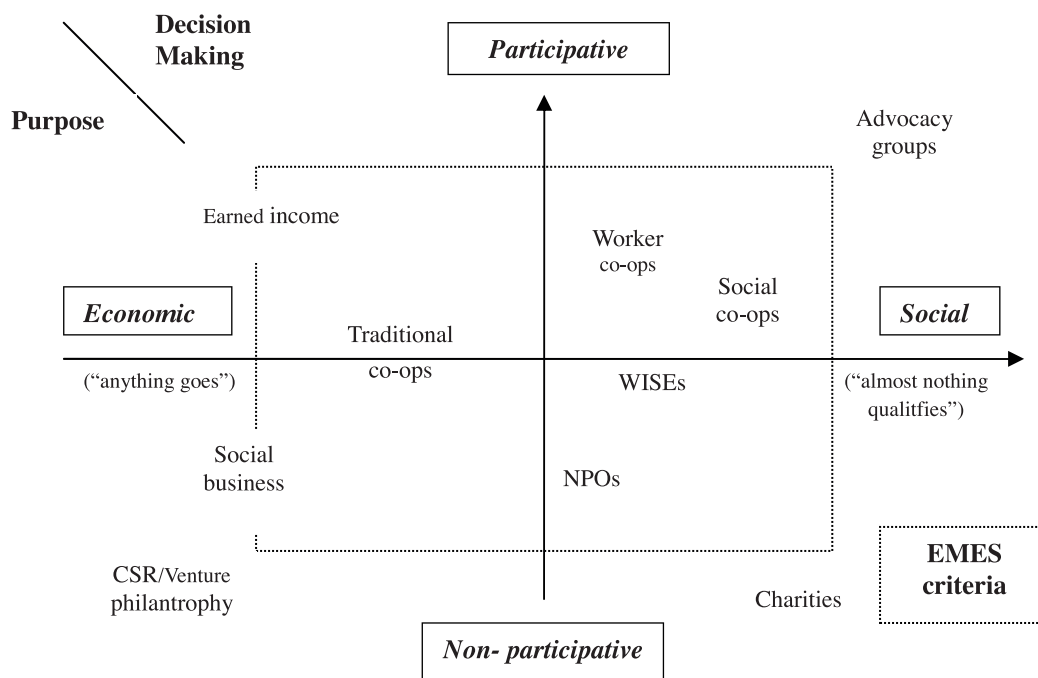 Decision
Making
Participative
Purpose
Advocacy
groups
Earned income
Worker
co-ops
Social
co-ops
Economic
Social
Traditional
co-ops
("anything goes")
WISEs
("almost nothing
qualitfies")
Social
business
NPOs
EMES
criteria
CSR/Venture
philantrophy
Charities
Non- participative